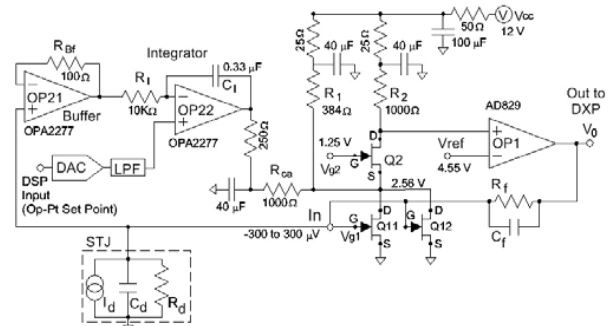 RBf
100Ω
OP21
OPA2277
Buffer
Integrator
0.33 µF
CI
RI
10KΩ
OP22
OPA2277
DAC
LPF
DSP
Input
(Op-Pt Set Point)
250Ω
40 µF
Rca
1000Ω
25Ω
40 µF
R1
384Ω
25Ω
40 µF
R2
1000Ω
50Ω
V
Vcc
12 V
100 µF
1.25 V
Vg2
G
D
S
Q2
2.56 V
AD829
OP1
Vref
4.55 V
Out to
DXP
V0
Rf
Cf
In
-300 to 300 µV
Vg1
G
D
S
Q11
G
D
S
Q12
STJ
Id
Cd
Rd